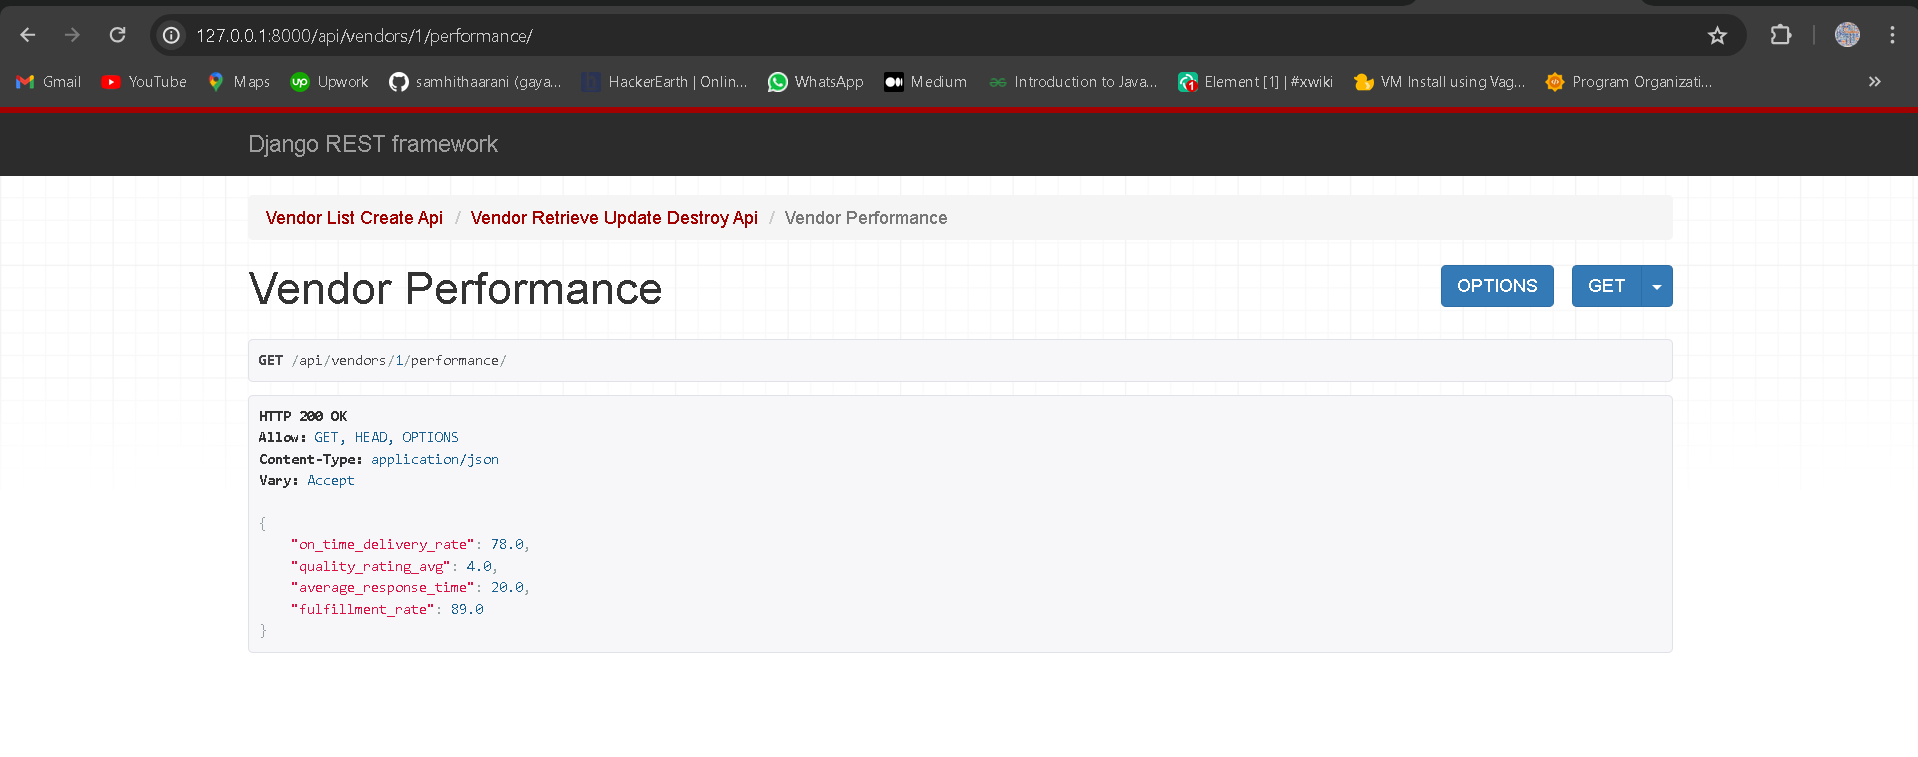 127.0.0.1:8000/api/vendors/1/performance/
Gmail YouTube Maps Upwork samhithaarani (gaya... HackerEarth | Onlin... WhatsApp Medium Introduction to Java... Element [1] | #xwiki VM Install using Vag... Program Organizati... »
Django REST framework
Vendor List Create Api / Vendor Retrieve Update Destroy Api / Vendor Performance
Vendor Performance OPTIONS GET
GET /api/vendors/1/performance/
HTTP 200 OK
Allow: GET, HEAD, OPTIONS
Content-Type: application/json
Vary: Accept
{
    "on_time_delivery_rate": 78.0,
    "quality_rating_avg": 4.0,
    "average_response_time": 20.0,
    "fulfillment_rate": 89.0
}